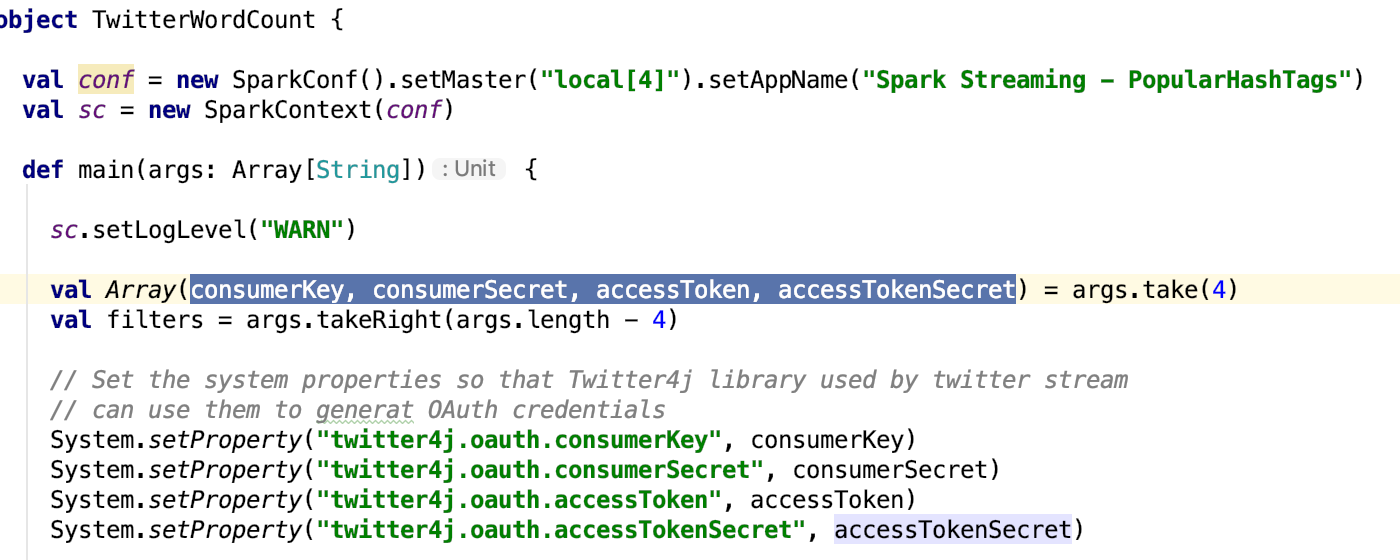 object TwitterWordCount {
val conf = new SparkConf().setMaster("local[4]").setAppName("Spark Streaming - PopularHashTags")
val sc = new SparkContext(conf)
def main(args: Array[String]) : Unit {
sc.setLogLevel("WARN")
val Array(consumerKey, consumerSecret, accessToken, accessTokenSecret) = args.take(4)
val filters = args.takeRight(args.length - 4)
// Set the system properties so that Twitter4j library used by twitter stream
// can use them to generat OAuth credentials
System.setProperty("twitter4j.oauth.consumerKey", consumerKey)
System.setProperty("twitter4j.oauth.consumerSecret", consumerSecret)
System.setProperty("twitter4j.oauth.accessToken", accessToken)
System.setProperty("twitter4j.oauth.accessTokenSecret", accessTokenSecret)